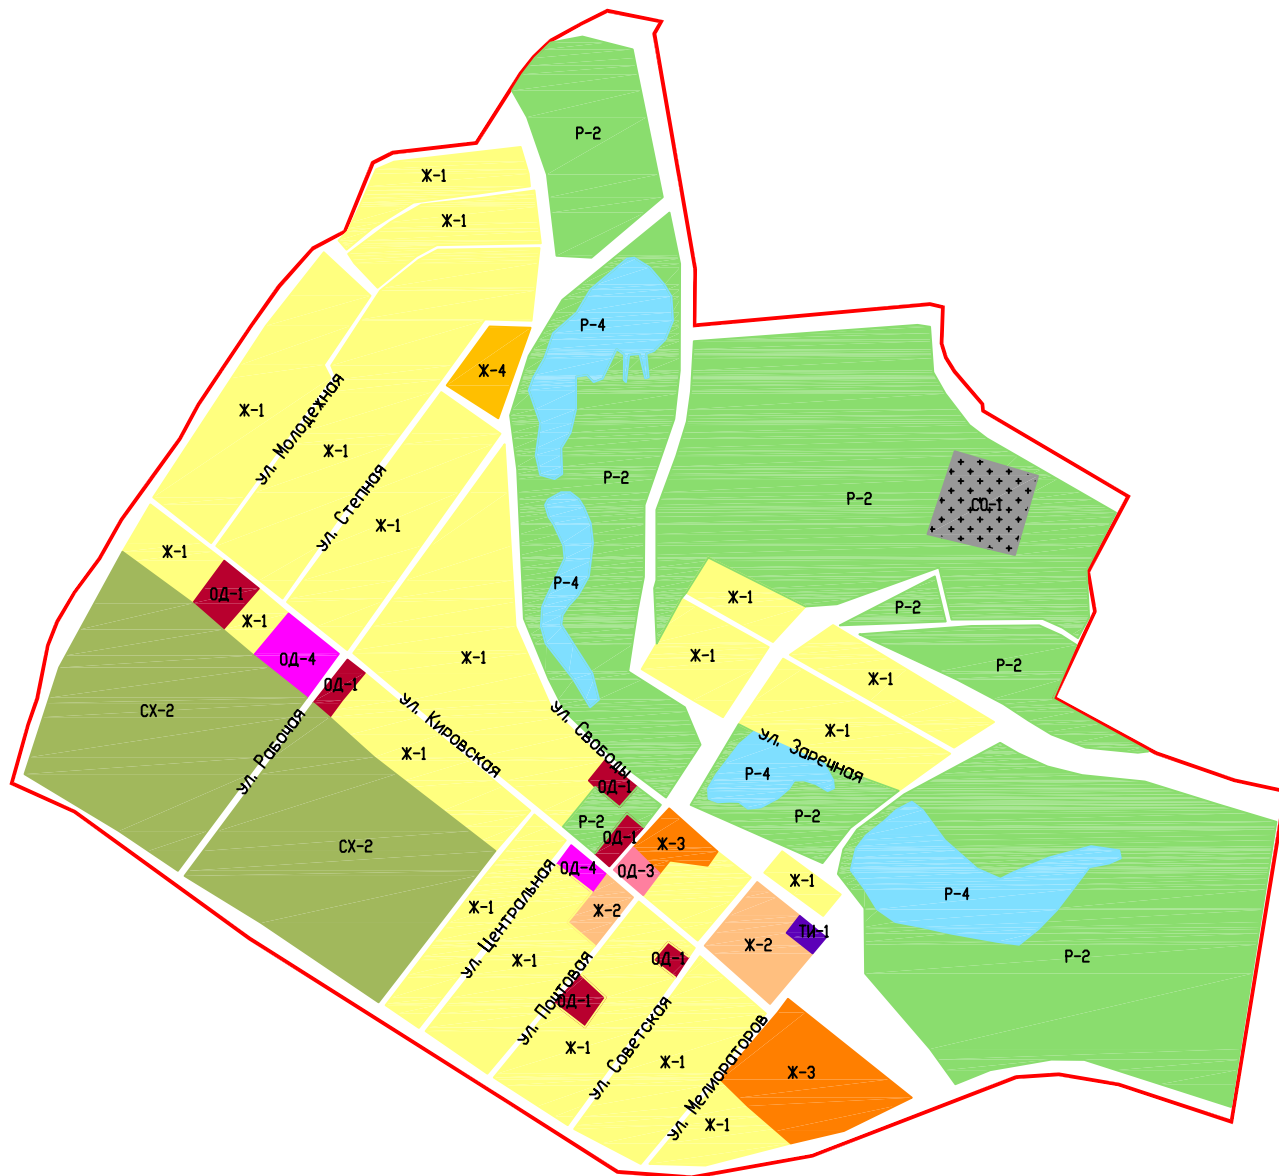 Р-2
Ж-1
Ж-1
Р-4
Ж-4
Ж-1
ул. Молодежная
Ж-1
Р-2
Р-2
СО-1
ул. Степная
Ж-1
Ж-1
Р-4
ОД-1
Ж-1
Р-2
Ж-1
ОД-4
Ж-1
Ж-1
Р-2
ОД-1
Ж-1
СХ-2
ул. Рабочая
ул. Кировская
ул. Свободы
Ж-1
ул. Заречная
Ж-1
Р-4
ОД-1
Р-2
Р-2
ОД-1
Ж-3
СХ-2
ОД-4
ОД-3
Ж-1
Р-4
Ж-1
ул. Центральная
Ж-2
ТИ-1
Ж-2
Ж-1
ОД-1
Р-2
ул. Почтовая
ОД-1
Ж-1
ул. Советская
Ж-1
ул. Мелиораторов
Ж-3
Ж-1